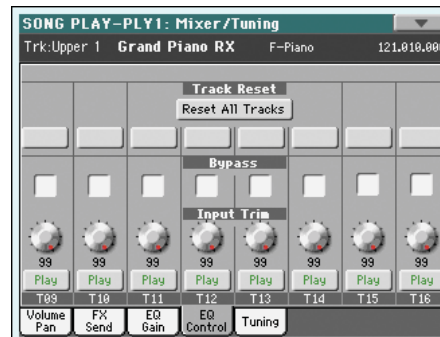 SONG PLAY-PLY1: Mixer/Tuning
Trk:Upper 1 Grand Piano RX F-Piano 121.010.00
Track Reset
Reset All Tracks
Bypass
Input Trim
99 99 99 99 99 99 99 99
Play Play Play Play Play Play Play Play
T09 T10 T11 T12 T13 T14 T15 T16
Volume Pan FX Send EQ Gain EQ Control Tuning